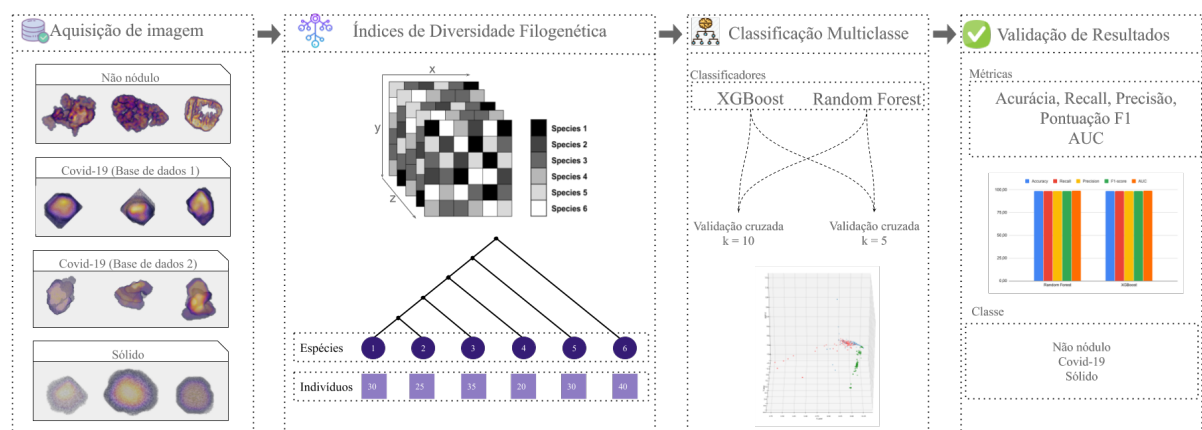 Aquisição de imagem
Não nódulo
Covid-19 (Base de dados 1)
Covid-19 (Base de dados 2)
Sólido
Índices de Diversidade Filogenética
x
y
z
Species 1
Species 2
Species 3
Species 4
Species 5
Species 6
Espécies 1 2 3 4 5 6
Indivíduos 30 25 35 20 30 40
Classificação Multiclasse
Classificadores
XGBoost Random Forest
Validação cruzada
k = 10
Validação cruzada
k = 5
Validação de Resultados
Métricas
Acurácia, Recall, Precisão,
Pontuação F1
AUC
Accuracy Recall Precision F1-score AUC
100,00
75,00
50,00
25,00
0,00
Random Forest XGBoost
Classe
Não nódulo
Covid-19
Sólido